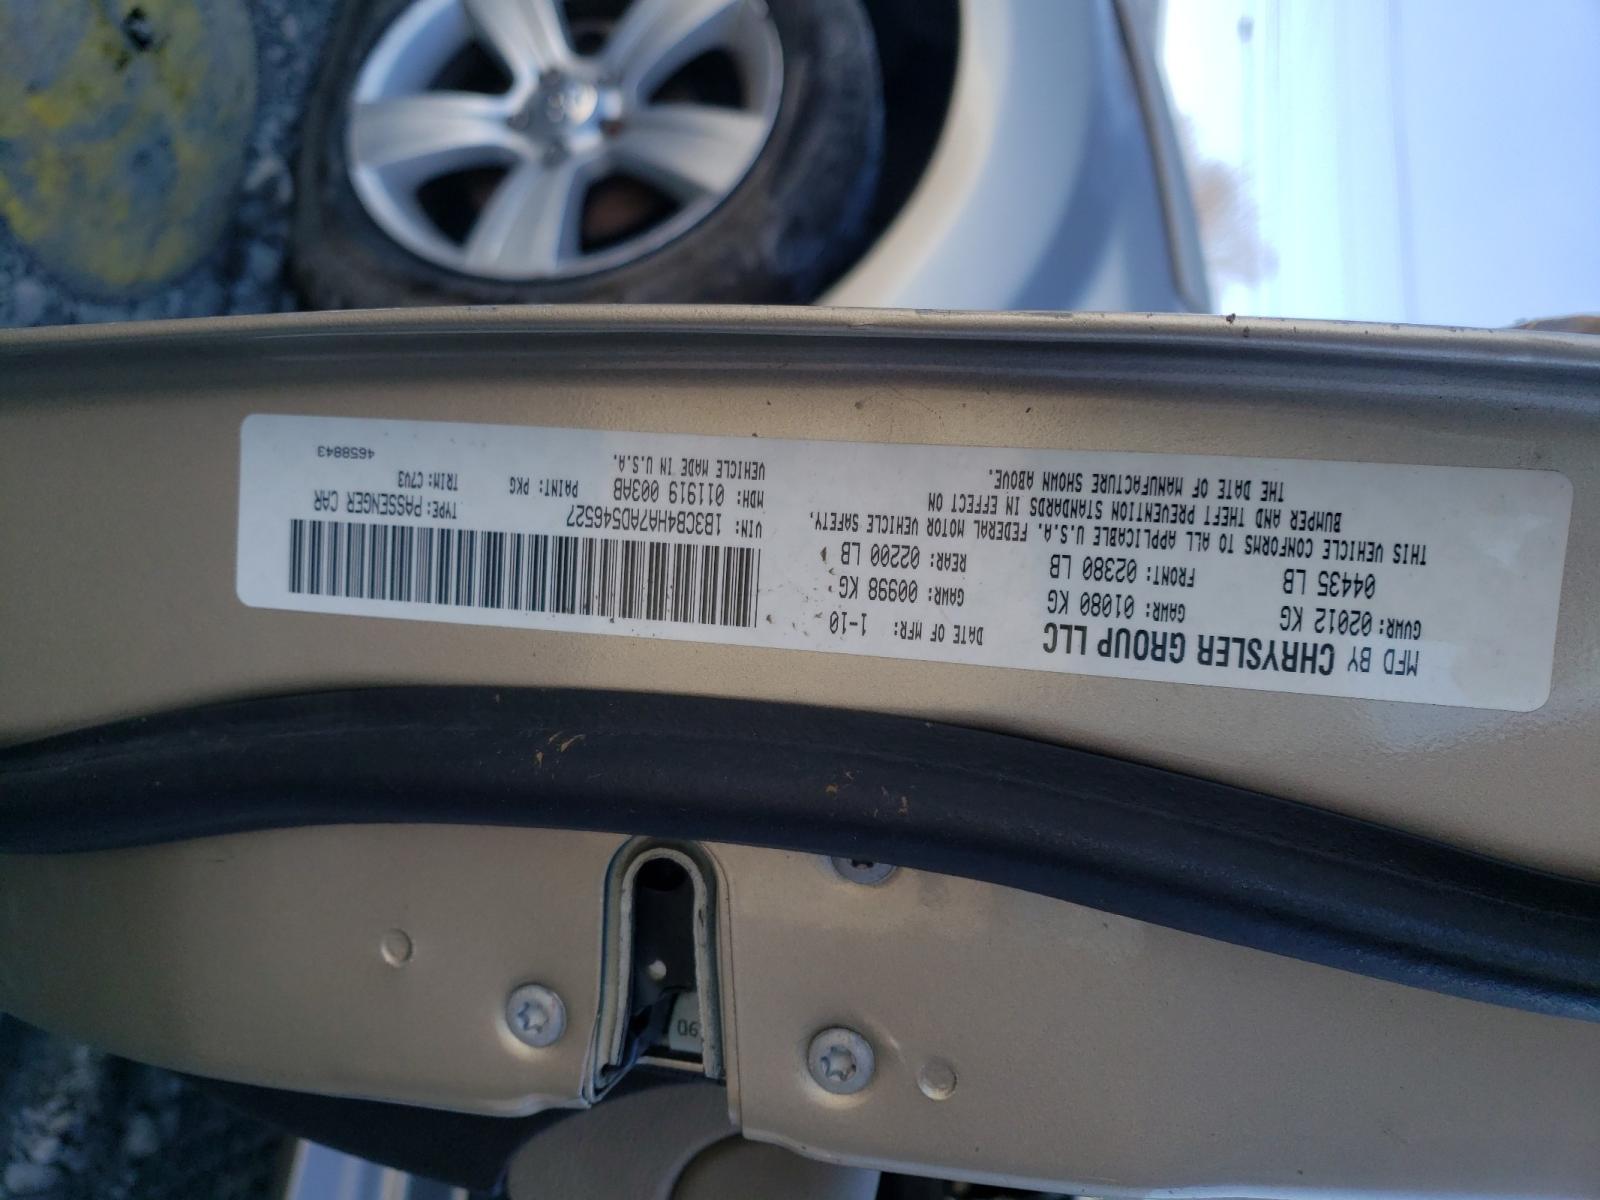 MFD BY CHRYSLER GROUP LLC
DATE OF MFR: 1-10
GVWR: 02012 KG
GAWR: 01080 KG
GAWR: 00998 KG
04435 LB
FRONT: 02380 LB
REAR: 02200 LB
THIS VEHICLE CONFORMS TO ALL APPLICABLE U.S.A. FEDERAL MOTOR VEHICLE SAFETY,
BUMPER AND THEFT PREVENTION STANDARDS IN EFFECT ON
THE DATE OF MANUFACTURE SHOWN ABOVE.
VIN: 1B3CB4HA7AD546527
TYPE: PASSENGER CAR
MDH: 011919 003AB
PAINT: PKG
TRIM: C7V3
VEHICLE MADE IN U.S.A.
4658843